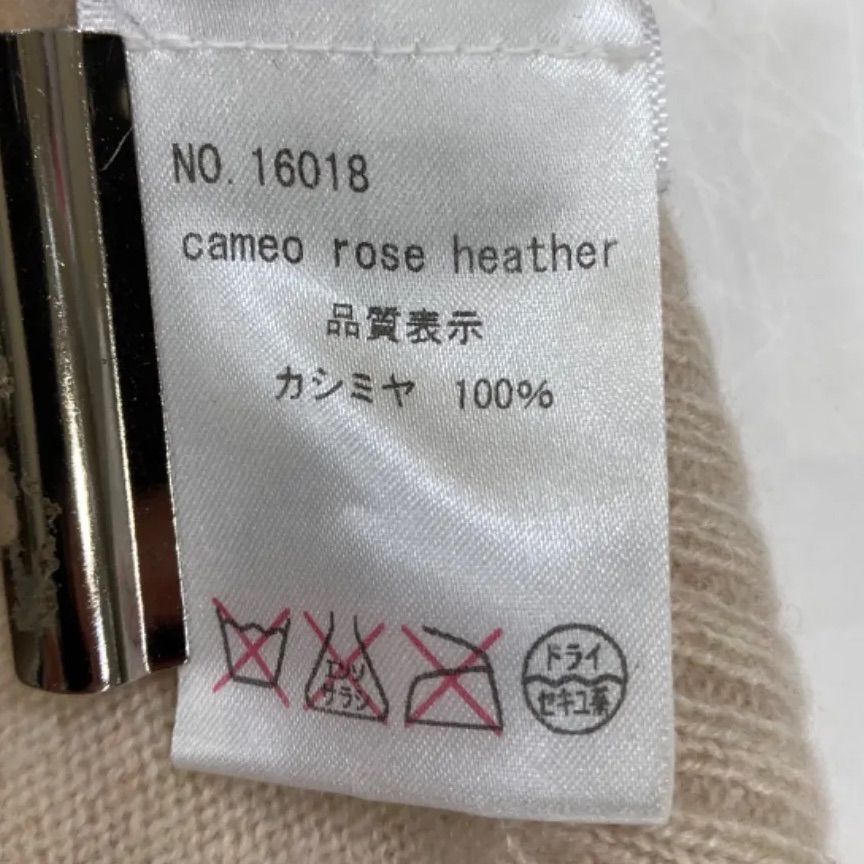 NO. 16018
cameo rose heather
品質表示
カシミヤ 100%
エンソ
サラシ
ドライ
セキユ系